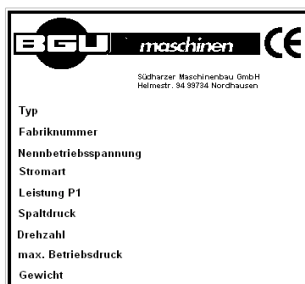 BGU maschinen CE
Südharzer Maschinenbau GmbH
Helmestr. 94 99734 Nordhausen
Typ
Fabriknummer
Nennbetriebsspannung
Stromart
Leistung P1
Spaltdruck
Drehzahl
max. Betriebsdruck
Gewicht